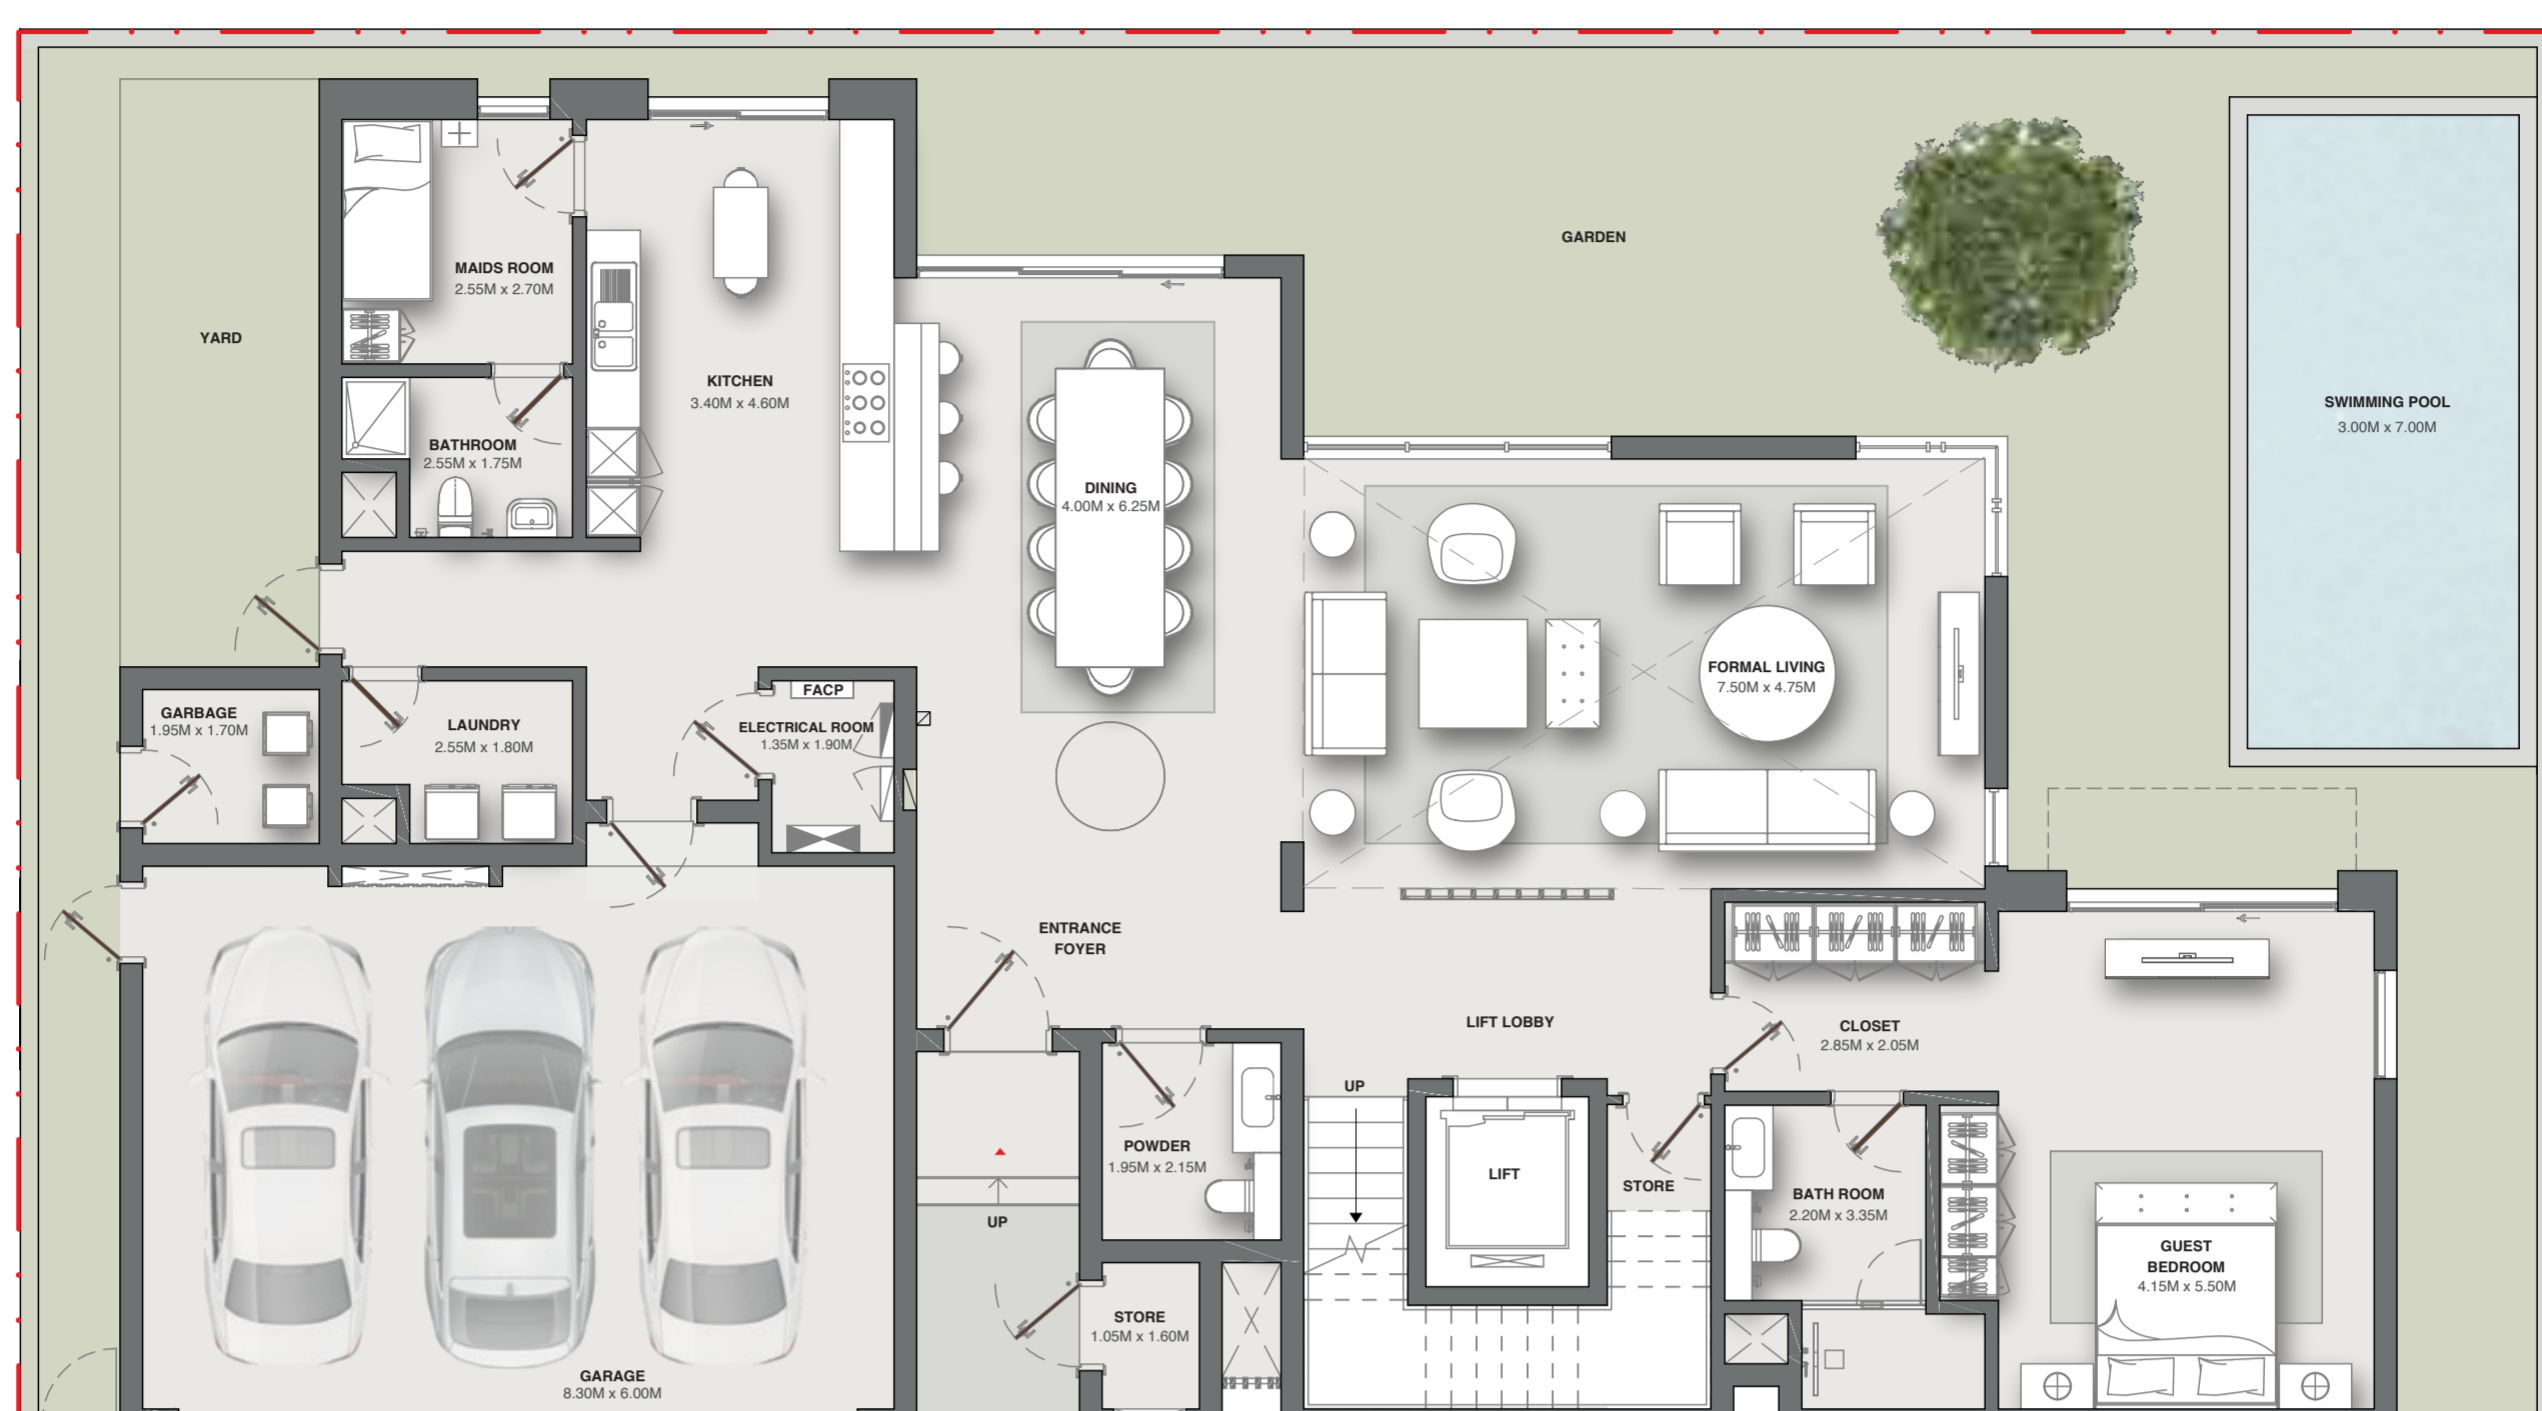 MAIDS ROOM
2.55M x 2.70M
YARD
BATHROOM
2.55M x 1.75M
KITCHEN
3.40M x 4.60M
DINING
4.00M x 6.25M
GARDEN
SWIMMING POOL
3.00M x 7.00M
FORMAL LIVING
7.50M x 4.75M
GARBAGE
1.95M x 1.70M
LAUNDRY
2.55M x 1.80M
FACP
ELECTRICAL ROOM
1.35M x 1.90M
ENTRANCE
FOYER
LIFT LOBBY
CLOSET
2.85M x 2.05M
UP
POWDER
1.95M x 2.15M
LIFT
STORE
BATH ROOM
2.20M x 3.35M
UP
GUEST
BEDROOM
4.15M x 5.50M
STORE
1.05M x 1.60M
GARAGE
8.30M x 6.00M